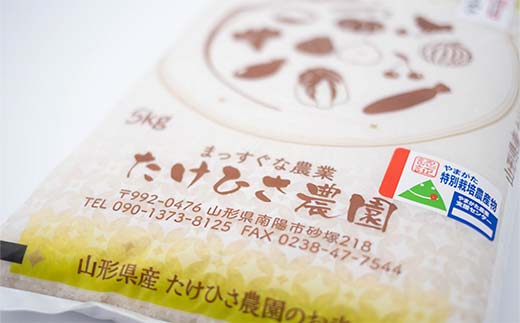 5kg
まっすぐな農業
たけひさ農園
〒992-0476 山形県南陽市砂塚218
TEL 090-1373-8125 FAX 0238-47-7544
山形県産 たけひさ農園のお
やまがた
特別栽培農産物